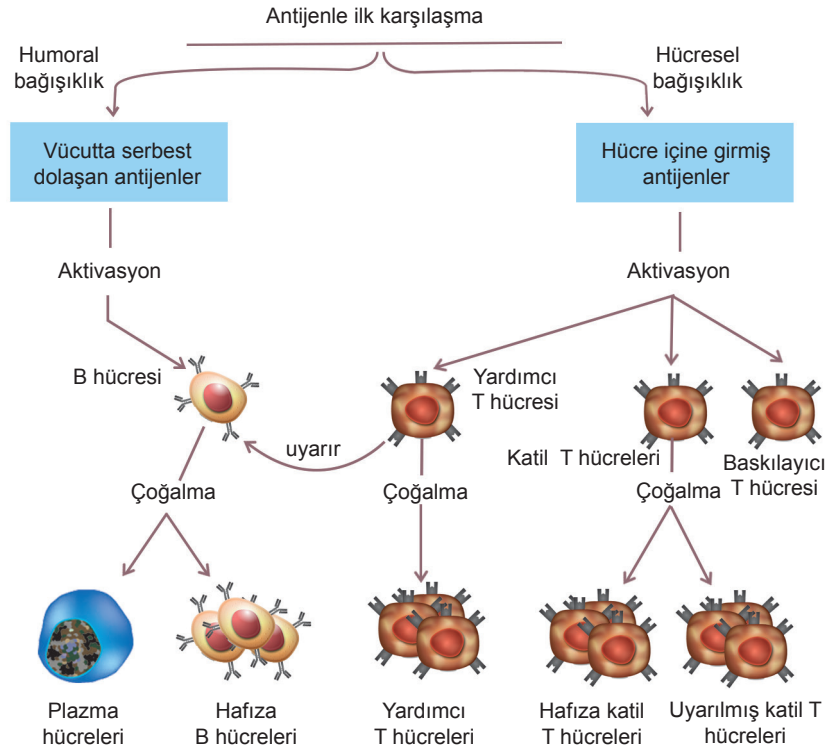 Antijenle ilk karşılaşma
Humoral
bağışıklık
Hücresel
bağışıklık
Vücutta serbest
dolaşan antijenler
Hücre içine girmiş
antijenler
Aktivasyon
Aktivasyon
B hücresi
Yardımcı
T hücresi
uyarır
Katil T hücreleri
Baskılayıcı
T hücresi
Çoğalma
Çoğalma
Çoğalma
Plazma
hücreleri
Hafıza
B hücreleri
Yardımcı
T hücreleri
Hafıza katil
T hücreleri
Uyarılmış katil T
hücreleri